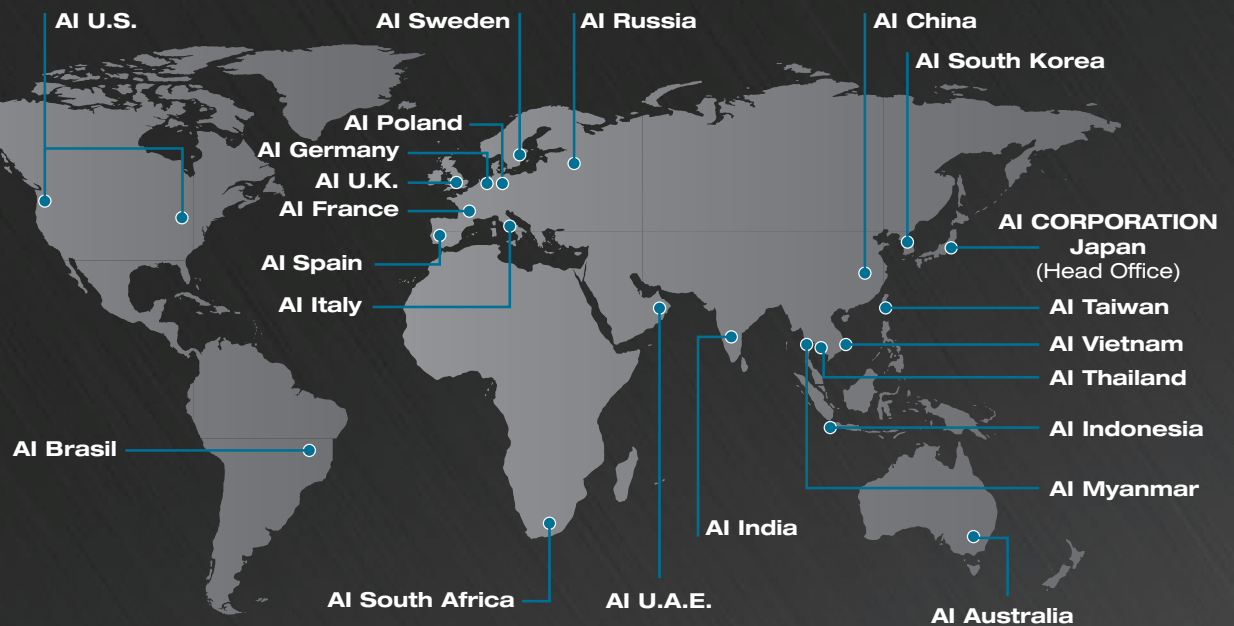 AI U.S.
AI Sweden
AI Russia
AI China
AI South Korea
AI Poland
AI Germany
AI U.K.
AI France
AI CORPORATION
Japan
(Head Office)
AI Spain
AI Italy
AI Taiwan
AI Vietnam
AI Thailand
AI Brasil
AI Indonesia
AI Myanmar
AI India
AI South Africa
AI U.A.E.
AI Australia